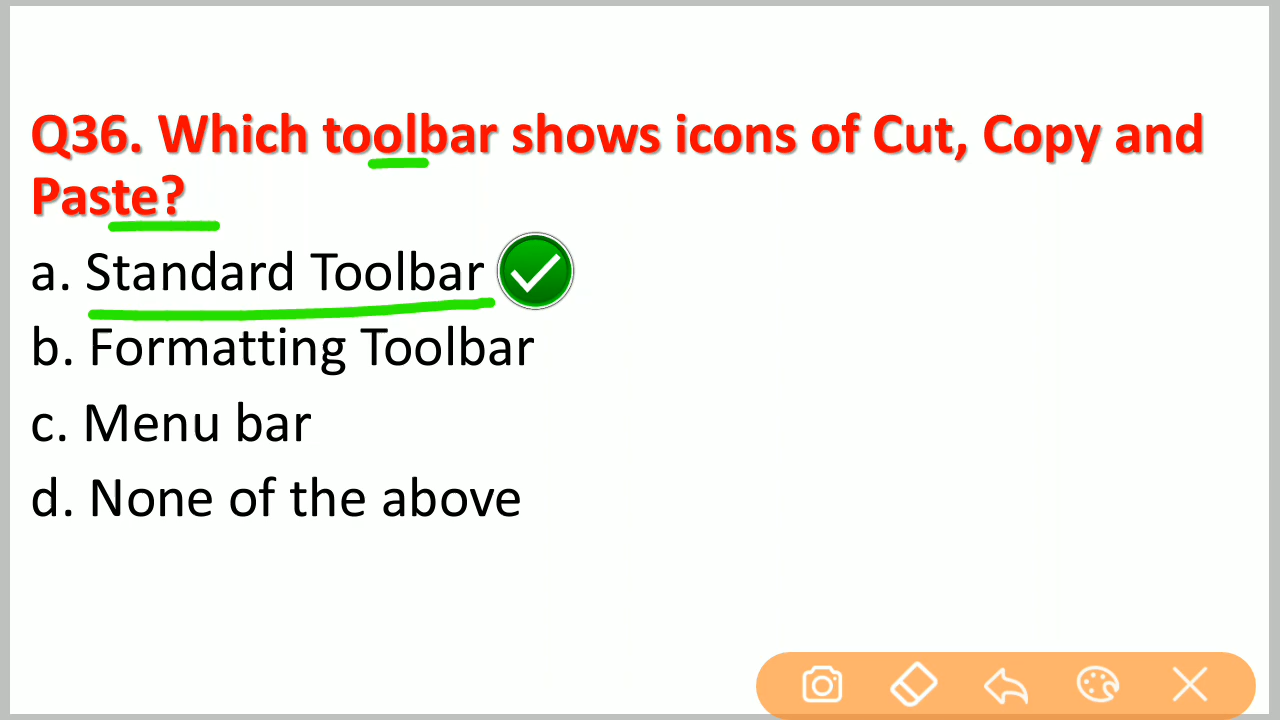 Q36. Which toolbar shows icons of Cut, Copy and
Paste?
a. Standard Toolbar
b. Formatting Toolbar
c. Menu bar
d. None of the above